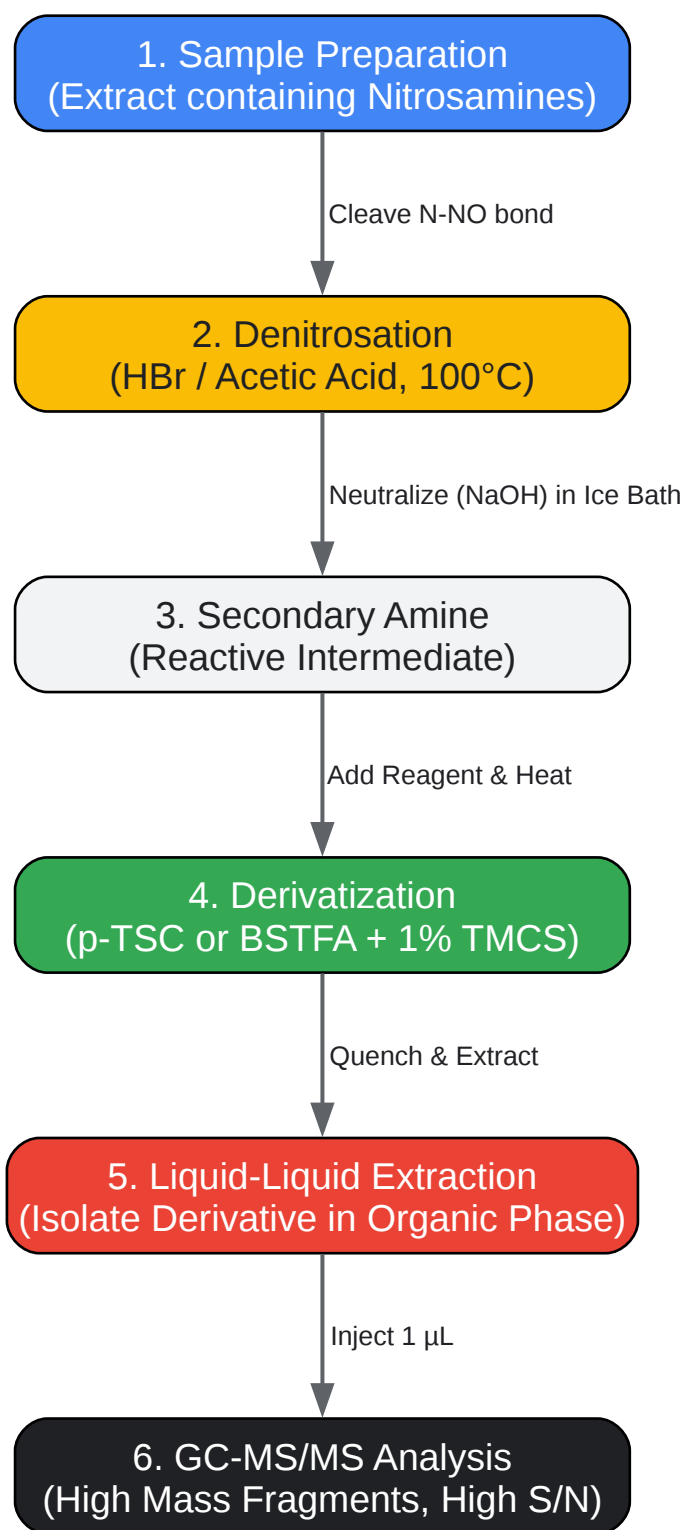 1. Sample Preparation
(Extract containing Nitrosamines)
Cleave N-NO bond
2. Denitrosation
(HBr / Acetic Acid, 100°C)
Neutralize (NaOH) in Ice Bath
3. Secondary Amine
(Reactive Intermediate)
Add Reagent & Heat
4. Derivatization
(p-TSC or BSTFA + 1% TMCS)
Quench & Extract
5. Liquid-Liquid Extraction
(Isolate Derivative in Organic Phase)
Inject 1 µL
6. GC-MS/MS Analysis
(High Mass Fragments, High S/N)